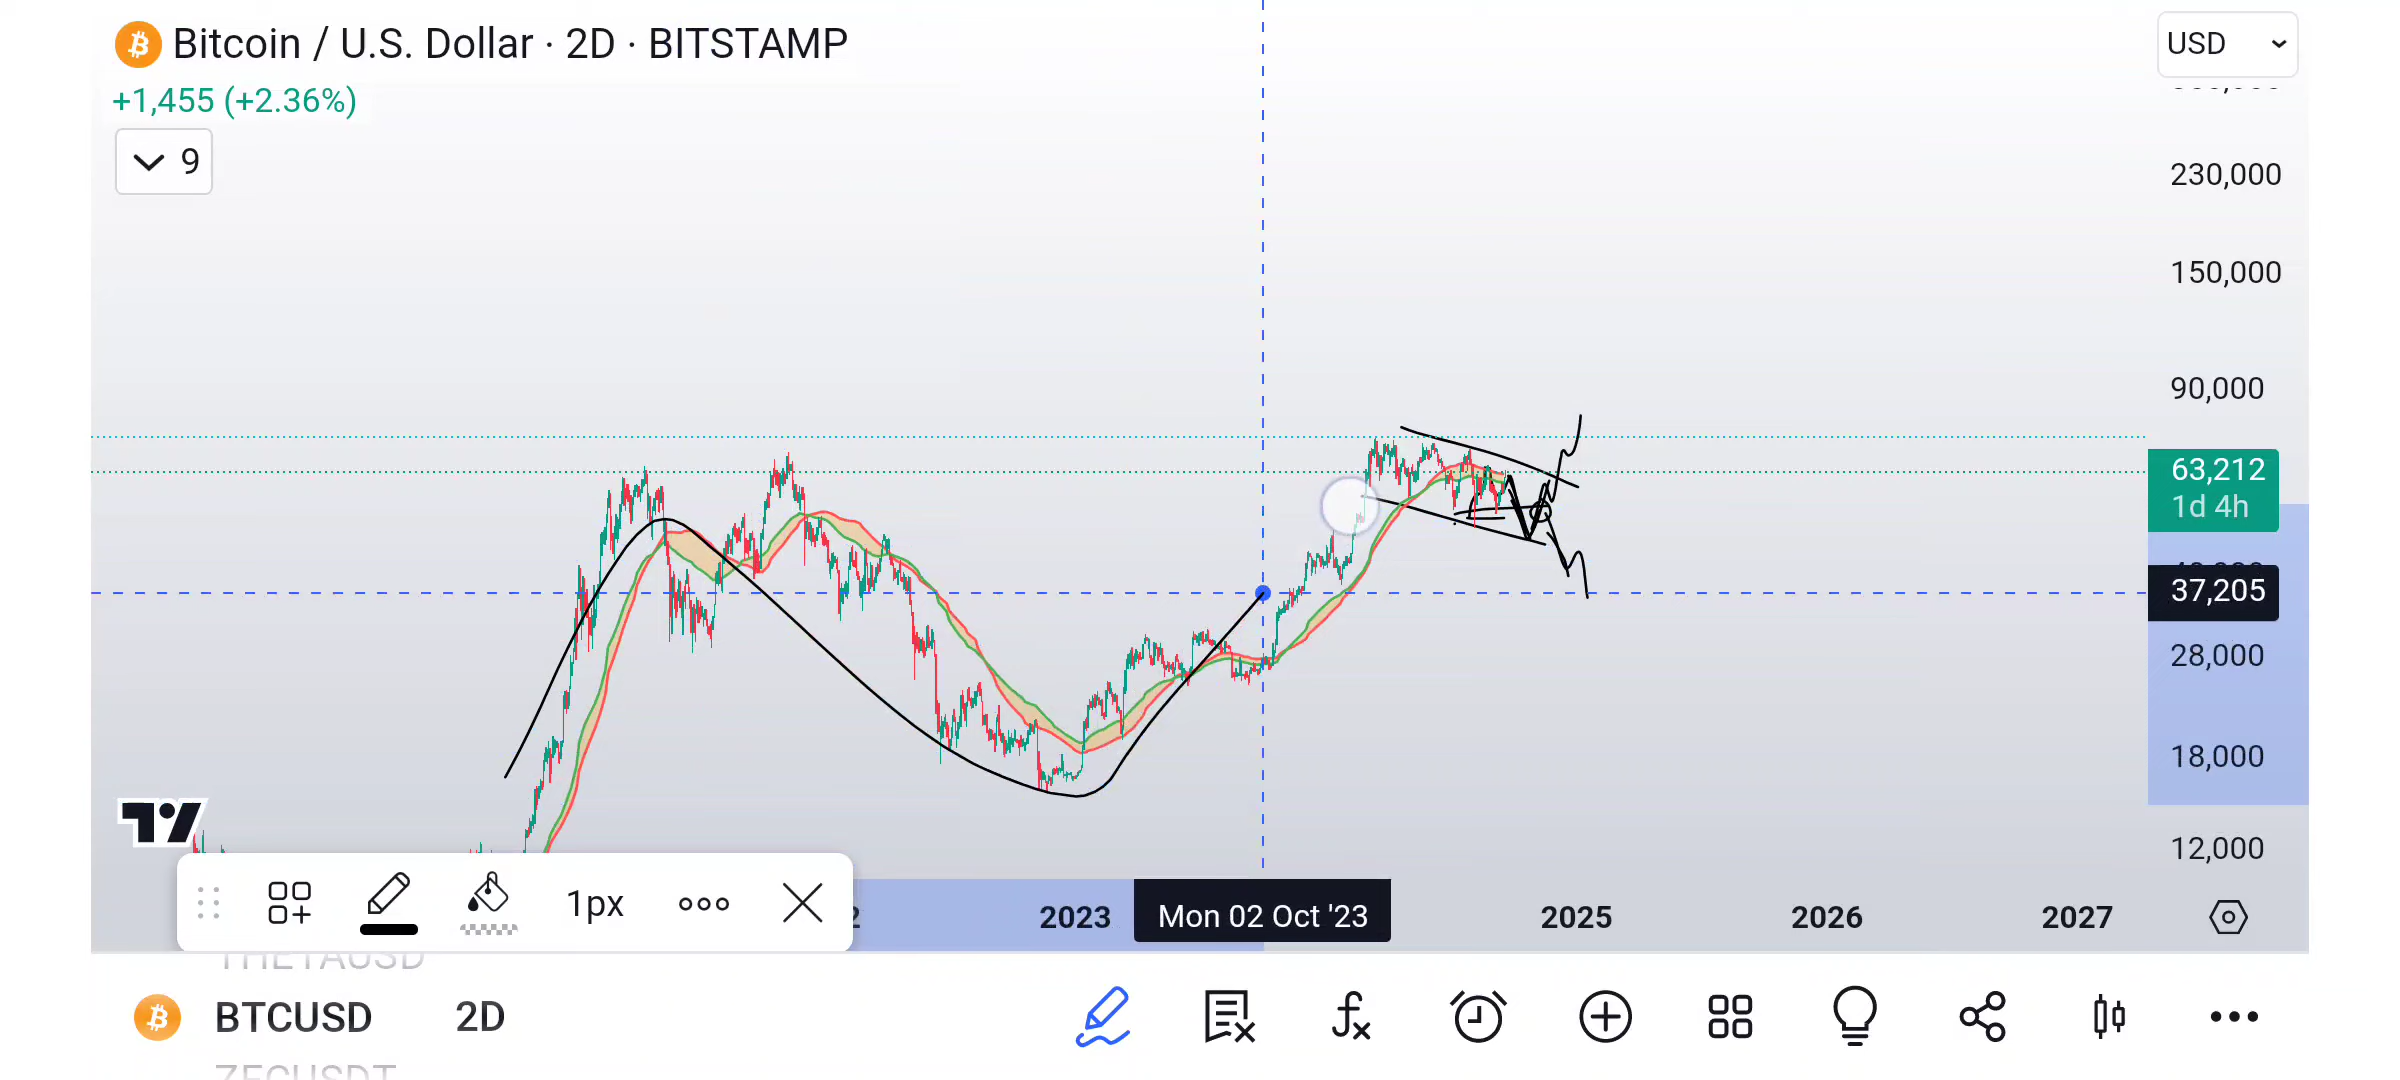 Bitcoin / U.S. Dollar · 2D · BITSTAMP
USD
+1,455 (+2.36%)
9
230,000
150,000
90,000
63,212
1d 4h
37,205
28,000
18,000
12,000
1px
2023
Mon 02 Oct '23
2025
2026
2027
THETAUSD
BTCUSD 2D
ZECUSDT